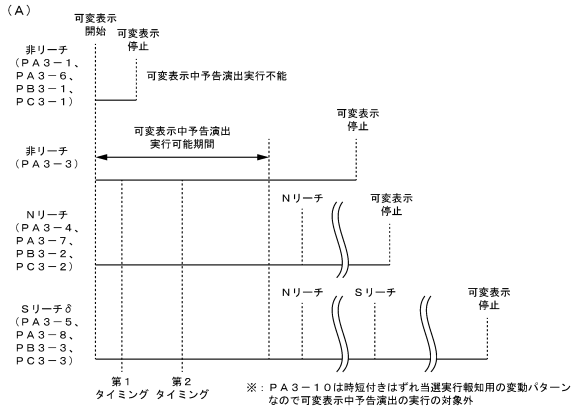 （A）
可変表示
開始
可変表示
停止
非リーチ
（PA3－1、
PA3－6、
PB3－1、
PC3－1）
可変表示中予告演出実行不能
可変表示
停止
可変表示中予告演出
実行可能期間
非リーチ
（PA3－3）
Nリーチ
（PA3－4、
PA3－7、
PB3－2、
PC3－2）
Nリーチ
可変表示
停止
Sリーチδ
（PA3－5、
PA3－8、
PB3－3、
PC3－3）
Nリーチ
Sリーチ
可変表示
停止
第1
タイミング
第2
タイミング
※：PA3－10は時短付きはずれ当選実行報知用の変動パターン
なので可変表示中予告演出の実行の対象外